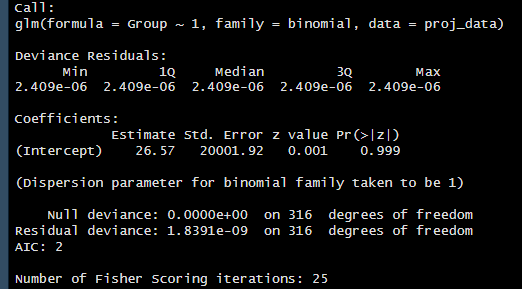 Call:
glm(formula = Group ~ 1, family = binomial, data = proj_data)
Deviance Residuals:
Min 1Q Median 3Q Max
2.409e-06 2.409e-06 2.409e-06 2.409e-06 2.409e-06
Coefficients:
Estimate Std. Error z value Pr(>|z|)
(Intercept) 26.57 20001.92 0.001 0.999
(Dispersion parameter for binomial family taken to be 1)
Null deviance: 0.0000e+00 on 316 degrees of freedom
Residual deviance: 1.8391e-09 on 316 degrees of freedom
AIC: 2
Number of Fisher Scoring iterations: 25